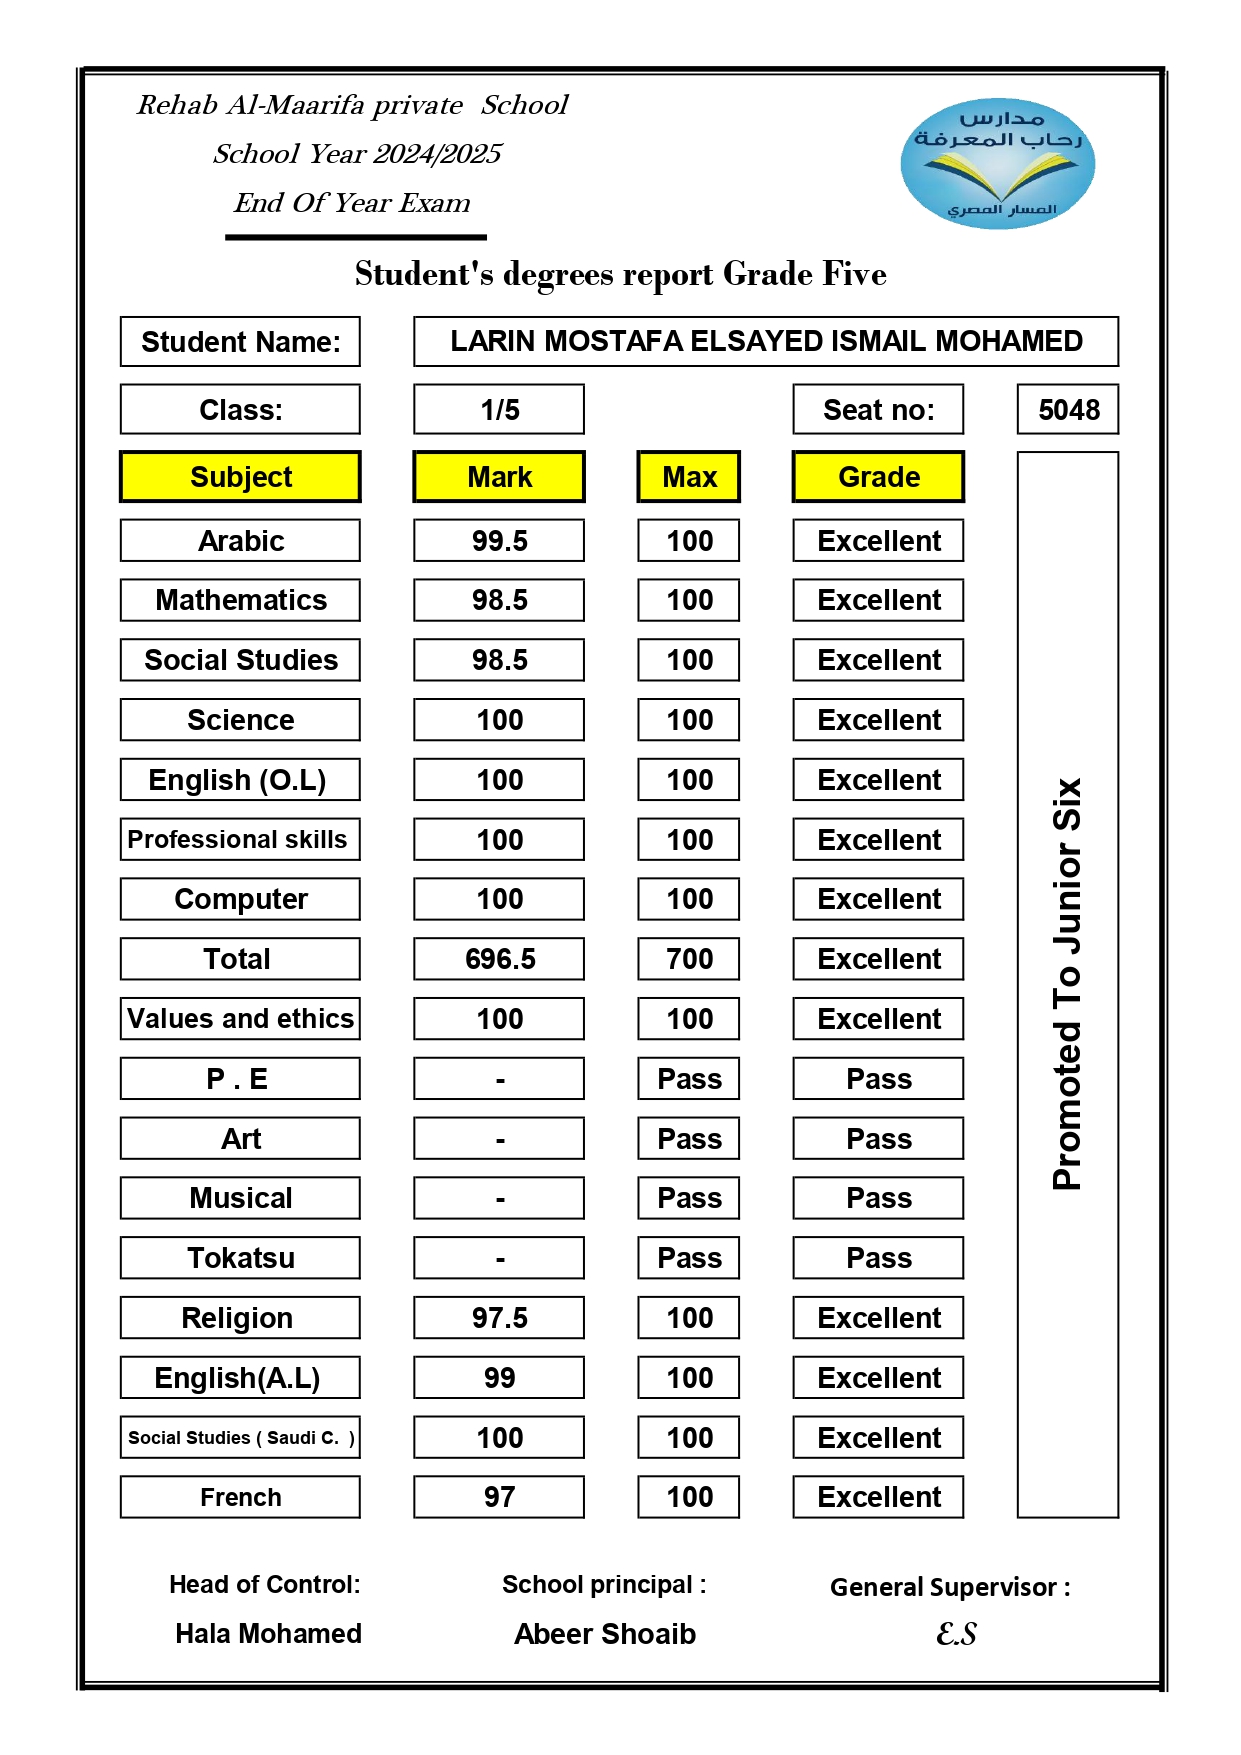 Rehab Al-Maarifa private School
School Year 2024/2025
End Of Year Exam
مدارس
رحاب المعرفة
المسار المصري
Student's degrees report Grade Five
Student Name: LARIN MOSTAFA ELSAYED ISMAIL MOHAMED
Class: 1/5 Seat no: 5048
Subject Mark Max Grade
Arabic 99.5 100 Excellent
Mathematics 98.5 100 Excellent
Social Studies 98.5 100 Excellent
Science 100 100 Excellent
English (O.L) 100 100 Excellent
Professional skills 100 100 Excellent
Computer 100 100 Excellent
Total 696.5 700 Excellent
Values and ethics 100 100 Excellent
P . E - Pass Pass
Art - Pass Pass
Musical - Pass Pass
Tokatsu - Pass Pass
Religion 97.5 100 Excellent
English(A.L) 99 100 Excellent
Social Studies ( Saudi C. ) 100 100 Excellent
French 97 100 Excellent
Promoted To Junior Six
Head of Control: School principal : General Supervisor :
Hala Mohamed Abeer Shoaib E.S